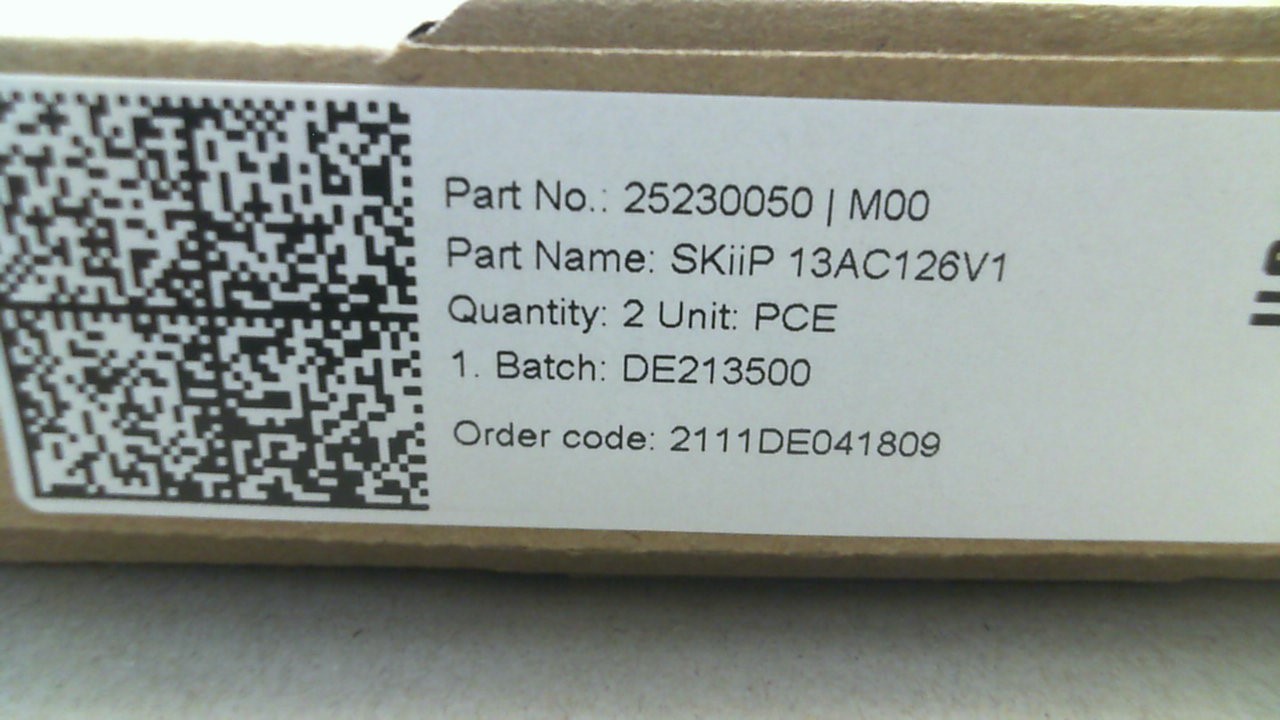 Part No.: 25230050 | M00
Part Name: SKiiP 13AC126V1
Quantity: 2 Unit: PCE
1. Batch: DE213500
Order code: 2111DE041809